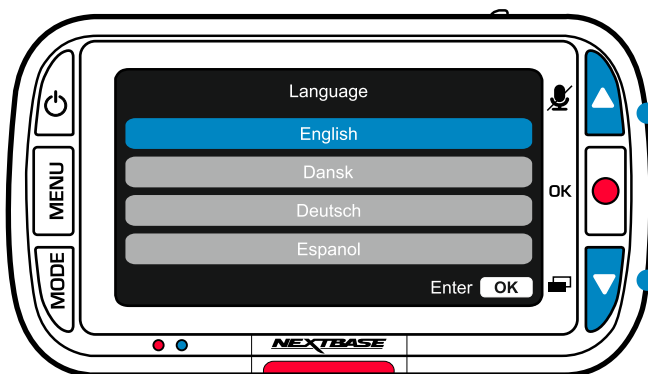 Language
English
Dansk
Deutsch
Espanol
Enter OK
MENU
MODE
OK
NEXTBASE